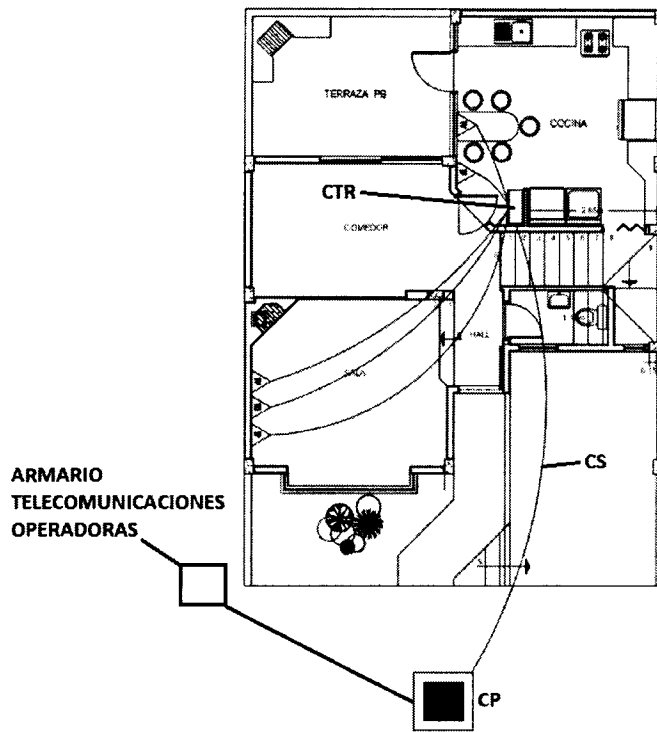 TERRAZA PB
COCINA
CTR
COMEDOR
HALL
SALA
CS
ARMARIO
TELECOMUNICACIONES
OPERADORAS
CP